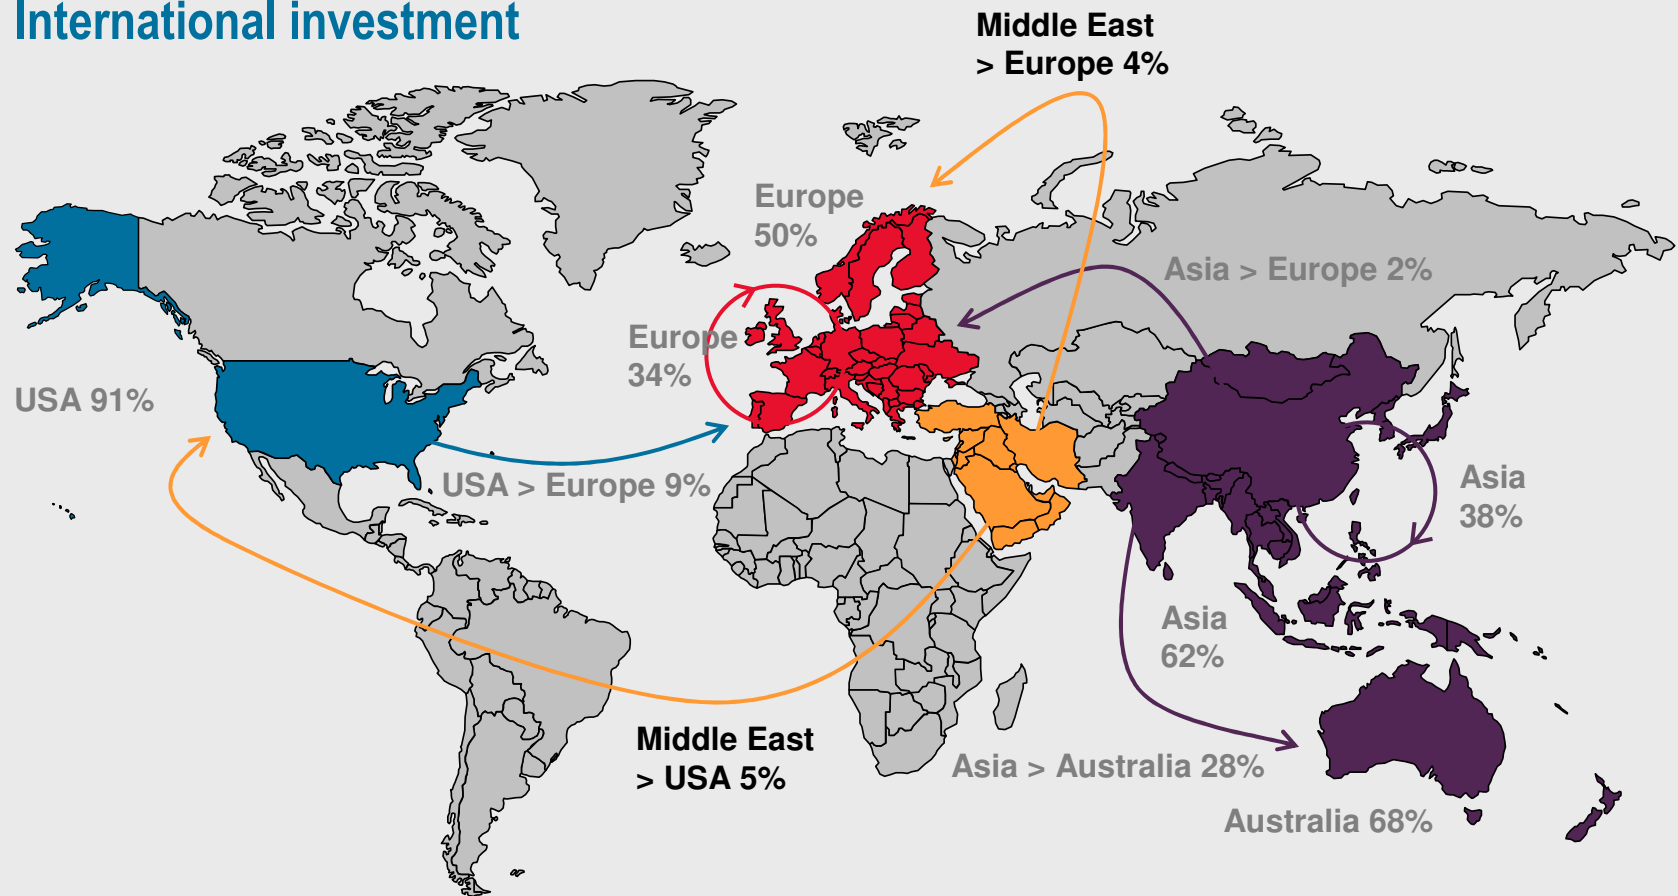 International investment
Middle East
> Europe 4%
Europe
50%
Asia > Europe 2%
Europe
34%
USA 91%
USA > Europe 9%
Asia
38%
Asia
62%
Middle East
> USA 5%
Asia > Australia 28%
Australia 68%